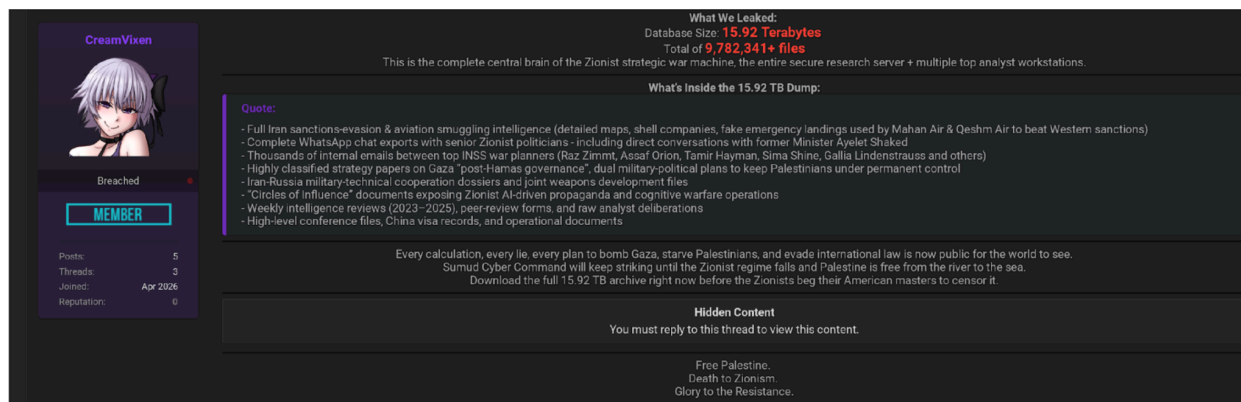 CreamVixen
Breached
MEMBER
Posts: 5
Threads: 3
Joined: Apr 2026
Reputation: 0
What We Leaked:
Database Size: 15.92 Terabytes
Total of 9,782,341+ files
This is the complete central brain of the Zionist strategic war machine, the entire secure research server + multiple top analyst workstations.
What's Inside the 15.92 TB Dump:
Quote:
- Full Iran sanctions-evasion & aviation smuggling intelligence (detailed maps, shell companies, fake emergency landings used by Mahan Air & Qeshm Air to beat Western sanctions)
- Complete WhatsApp chat exports with senior Zionist politicians - including direct conversations with former Minister Ayelet Shaked
- Thousands of internal emails between top INSS war planners (Raz Zimmt, Assaf Orion, Tamir Hayman, Sima Shine, Gallia Lindenstrauss and others)
- Highly classified strategy papers on Gaza "post-Hamas governance", dual military-political plans to keep Palestinians under permanent control
- Iran-Russia military-technical cooperation dossiers and joint weapons development files
- "Circles of Influence" documents exposing Zionist AI-driven propaganda and cognitive warfare operations
- Weekly intelligence reviews (2023–2025), peer-review forms, and raw analyst deliberations
- High-level conference files, China visa records, and operational documents
Every calculation, every lie, every plan to bomb Gaza, starve Palestinians, and evade international law is now public for the world to see.
Sumud Cyber Command will keep striking until the Zionist regime falls and Palestine is free from the river to the sea.
Download the full 15.92 TB archive right now before the Zionists beg their American masters to censor it.
Hidden Content
You must reply to this thread to view this content.
Free Palestine.
Death to Zionism.
Glory to the Resistance.